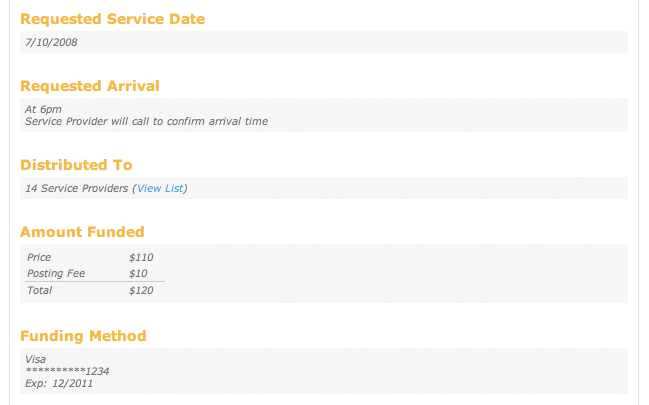 Requested Service Date
7/10/2008
Requested Arrival
At 6pm
Service Provider will call to confirm arrival time
Distributed To
14 Service Providers (View List)
Amount Funded
Price $110
Posting Fee $10
Total $120
Funding Method
Visa
**********1234
Exp: 12/2011